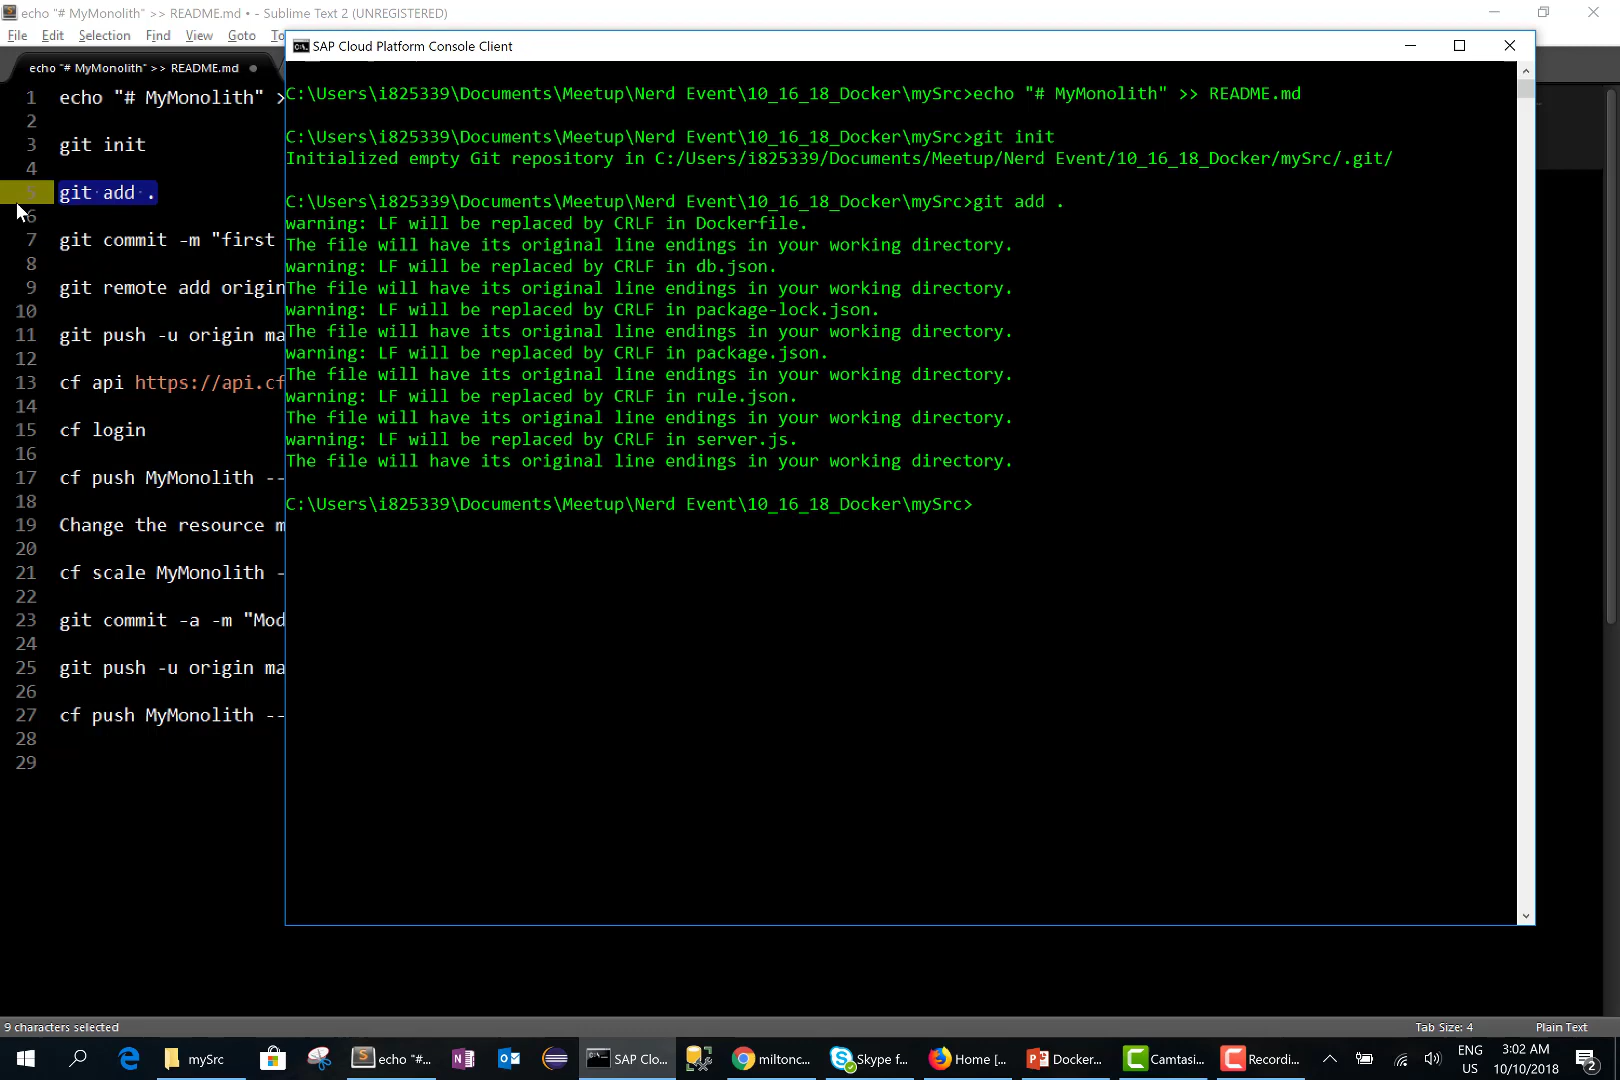 echo "# MyMonolith" >> README.md • - Sublime Text 2 (UNREGISTERED)
File Edit Selection Find View Goto
echo "# MyMonolith" >> README.md
SAP Cloud Platform Console Client
1 echo "# MyMonolith" >
2
3 git init
4
5 git add .
6
7 git commit -m "first
8
9 git remote add origin
10
11 git push -u origin ma
12
13 cf api https://api.cf
14
15 cf login
16
17 cf push MyMonolith --
18
19 Change the resource m
20
21 cf scale MyMonolith -
22
23 git commit -a -m "Mod
24
25 git push -u origin ma
26
27 cf push MyMonolith --
28
29
C:\Users\i825339\Documents\Meetup\Nerd Event\10_16_18_Docker\mySrc>echo "# MyMonolith" >> README.md
C:\Users\i825339\Documents\Meetup\Nerd Event\10_16_18_Docker\mySrc>git init
Initialized empty Git repository in C:/Users/i825339/Documents/Meetup/Nerd Event/10_16_18_Docker/mySrc/.git/
C:\Users\i825339\Documents\Meetup\Nerd Event\10_16_18_Docker\mySrc>git add .
warning: LF will be replaced by CRLF in Dockerfile.
The file will have its original line endings in your working directory.
warning: LF will be replaced by CRLF in db.json.
The file will have its original line endings in your working directory.
warning: LF will be replaced by CRLF in package-lock.json.
The file will have its original line endings in your working directory.
warning: LF will be replaced by CRLF in package.json.
The file will have its original line endings in your working directory.
warning: LF will be replaced by CRLF in rule.json.
The file will have its original line endings in your working directory.
warning: LF will be replaced by CRLF in server.js.
The file will have its original line endings in your working directory.
C:\Users\i825339\Documents\Meetup\Nerd Event\10_16_18_Docker\mySrc>
9 characters selected
Tab Size: 4 Plain Text
mySrc
echo "#...
SAP Clo...
miltonc...
Skype f...
Home [...
Docker...
Camtasi...
Recordi...
ENG
US
3:02 AM
10/10/2018
2